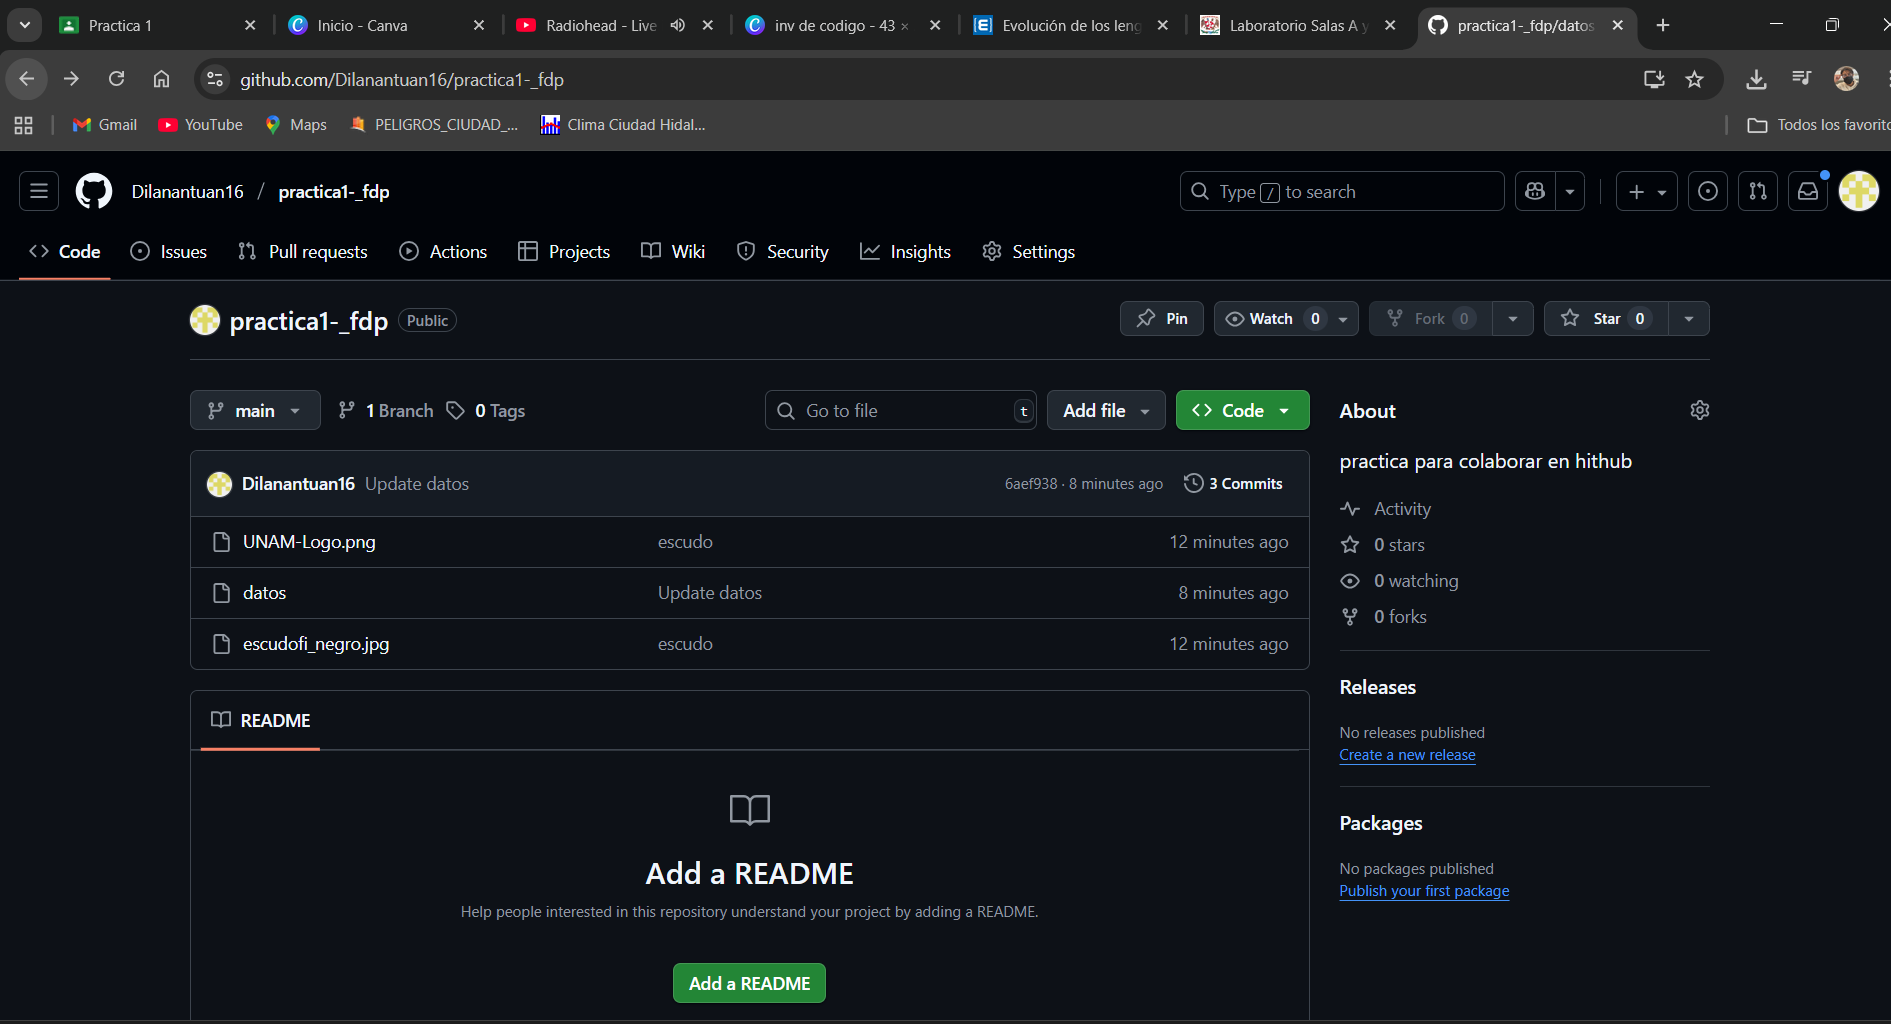 Practica 1
Inicio - Canva
Radiohead - Live
inv de codigo - 43 ×
Evolución de los leng
Laboratorio Salas A y
practica1-_fdp/datos
github.com/Dilanantuan16/practica1-_fdp
Gmail
YouTube
Maps
PELIGROS_CIUDAD_...
Clima Ciudad Hidal...
Todos los favorito
Dilanantuan16 / practica1-_fdp
Type / to search
Code
Issues
Pull requests
Actions
Projects
Wiki
Security
Insights
Settings
practica1-_fdp Public
Pin
Watch 0
Fork 0
Star 0
main
1 Branch
0 Tags
Go to file t
Add file
Code
Dilanantuan16 Update datos
6aef938 · 8 minutes ago
3 Commits
UNAM-Logo.png escudo 12 minutes ago
datos Update datos 8 minutes ago
escudofi_negro.jpg escudo 12 minutes ago
README
Add a README
Help people interested in this repository understand your project by adding a README.
Add a README
About
practica para colaborar en hithub
Activity
0 stars
0 watching
0 forks
Releases
No releases published
Create a new release
Packages
No packages published
Publish your first package